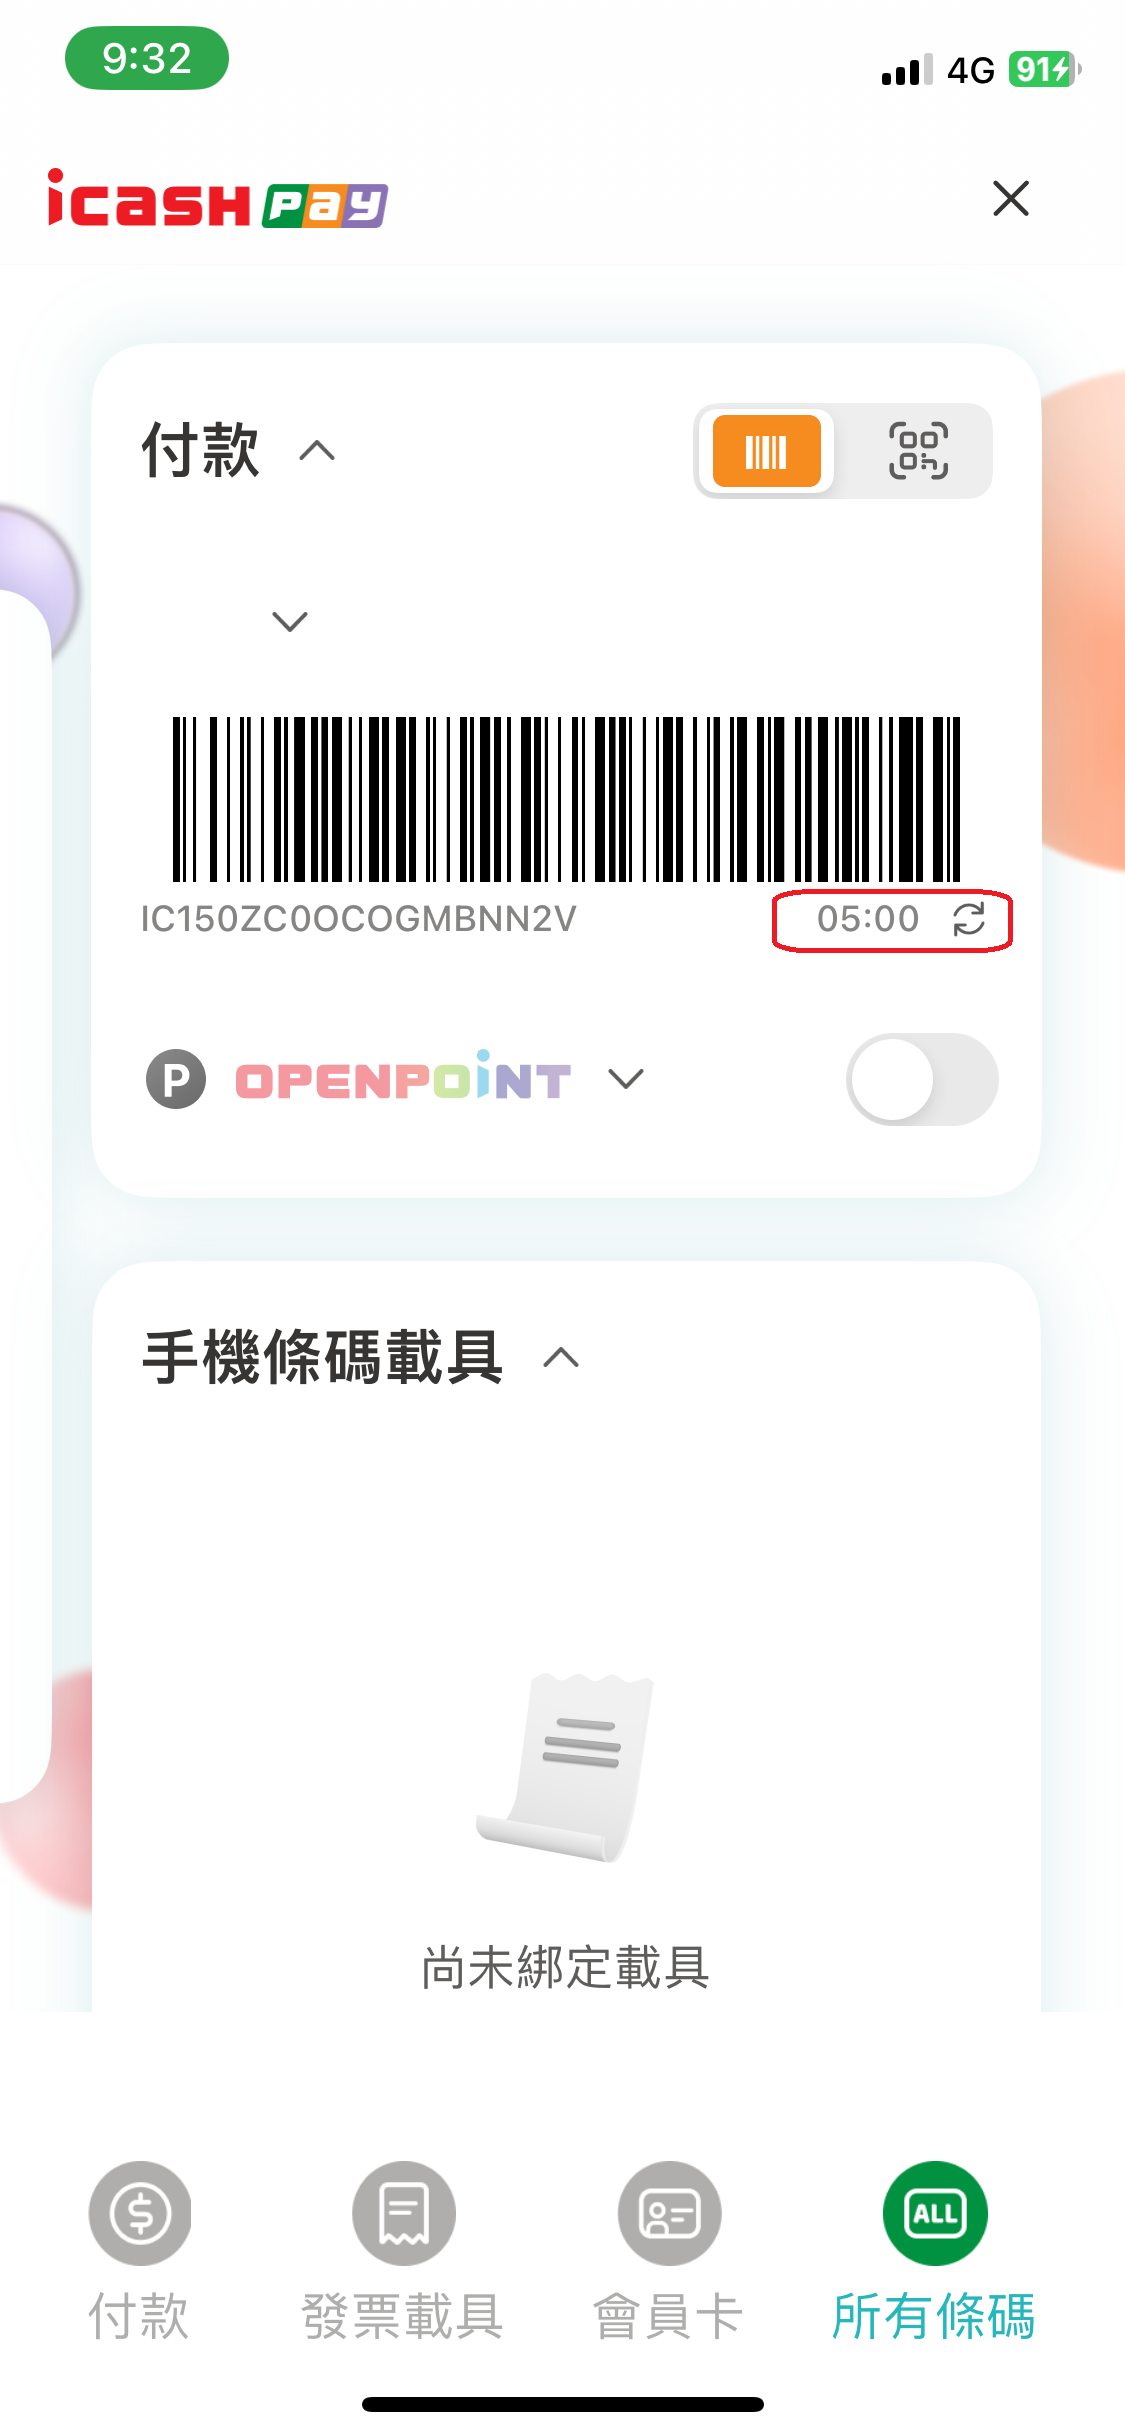 9:32
4G 91
icash pay
付款
IC150ZC0OCOGMBNN2V 05:00
P OPENPOINT
手機條碼載具
尚未綁定載具
$ ALL
付款 發票載具 會員卡 所有條碼